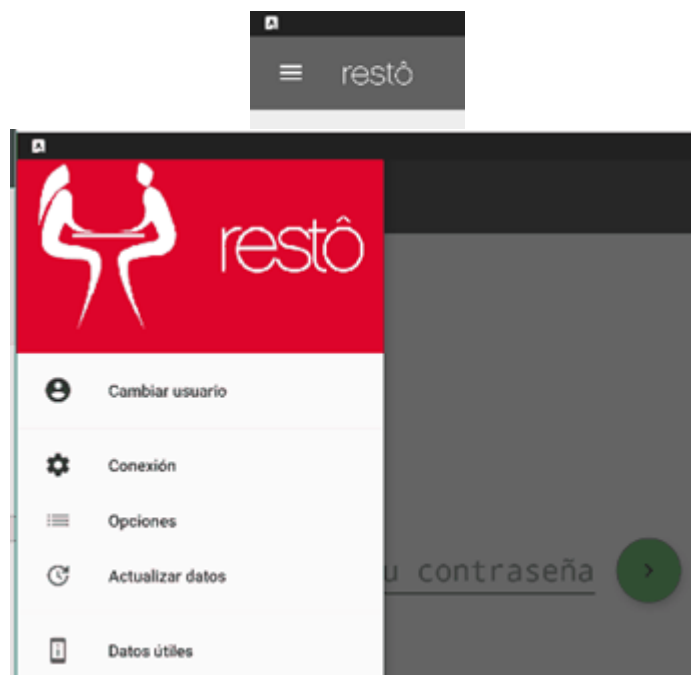 restô
restô
Cambiar usuario
Conexión
Opciones
Actualizar datos
u contraseña
Datos útiles